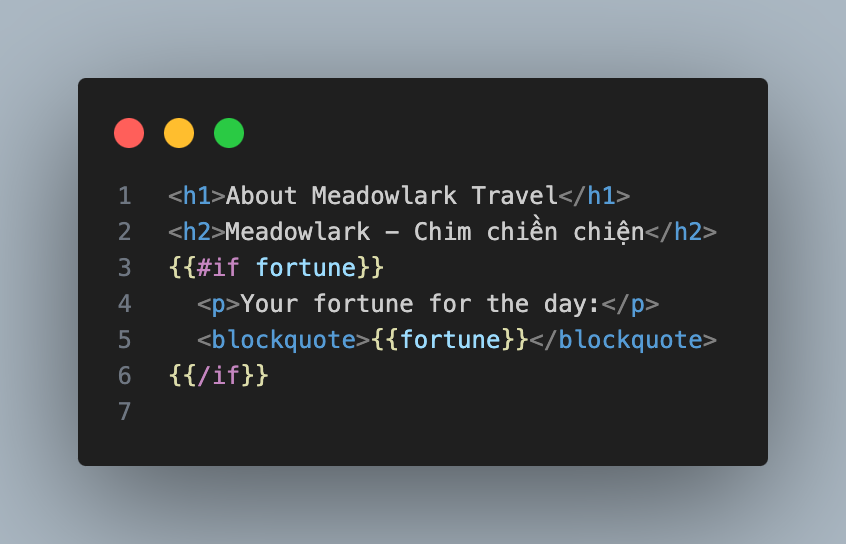 1 <h1>About Meadowlark Travel</h1>
2 <h2>Meadowlark - Chim chiền chiện</h2>
3 {{#if fortune}}
4   <p>Your fortune for the day:</p>
5   <blockquote>{{fortune}}</blockquote>
6 {{/if}}
7